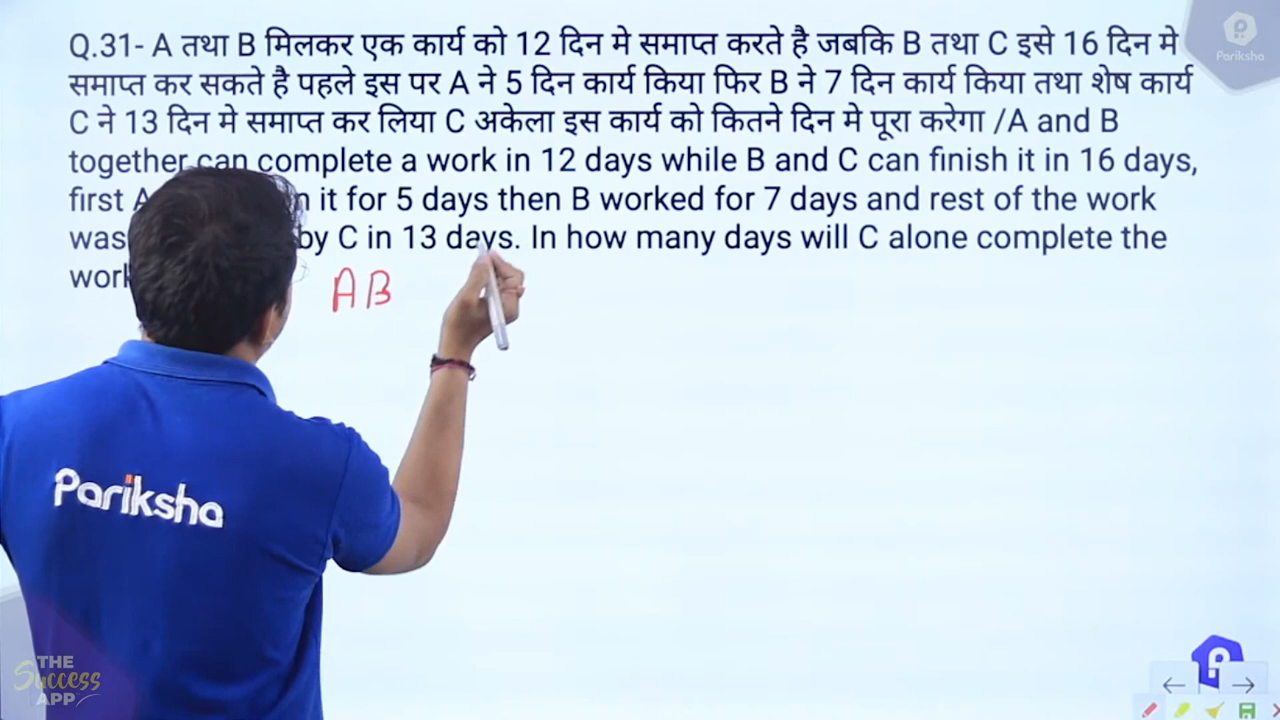 Q.31- A तथा B मिलकर एक कार्य को 12 दिन मे समाप्त करते है जबकि B तथा C इसे 16 दिन मे
समाप्त कर सकते है पहले इस पर A ने 5 दिन कार्य किया फिर B ने 7 दिन कार्य किया तथा शेष कार्य
C ने 13 दिन मे समाप्त कर लिया C अकेला इस कार्य को कितने दिन मे पूरा करेगा /A and B
together can complete a work in 12 days while B and C can finish it in 16 days,
first A it for 5 days then B worked for 7 days and rest of the work
was by C in 13 days. In how many days will C alone complete the
work
A B
Pariksha
Pariksha
THE
Success
APP